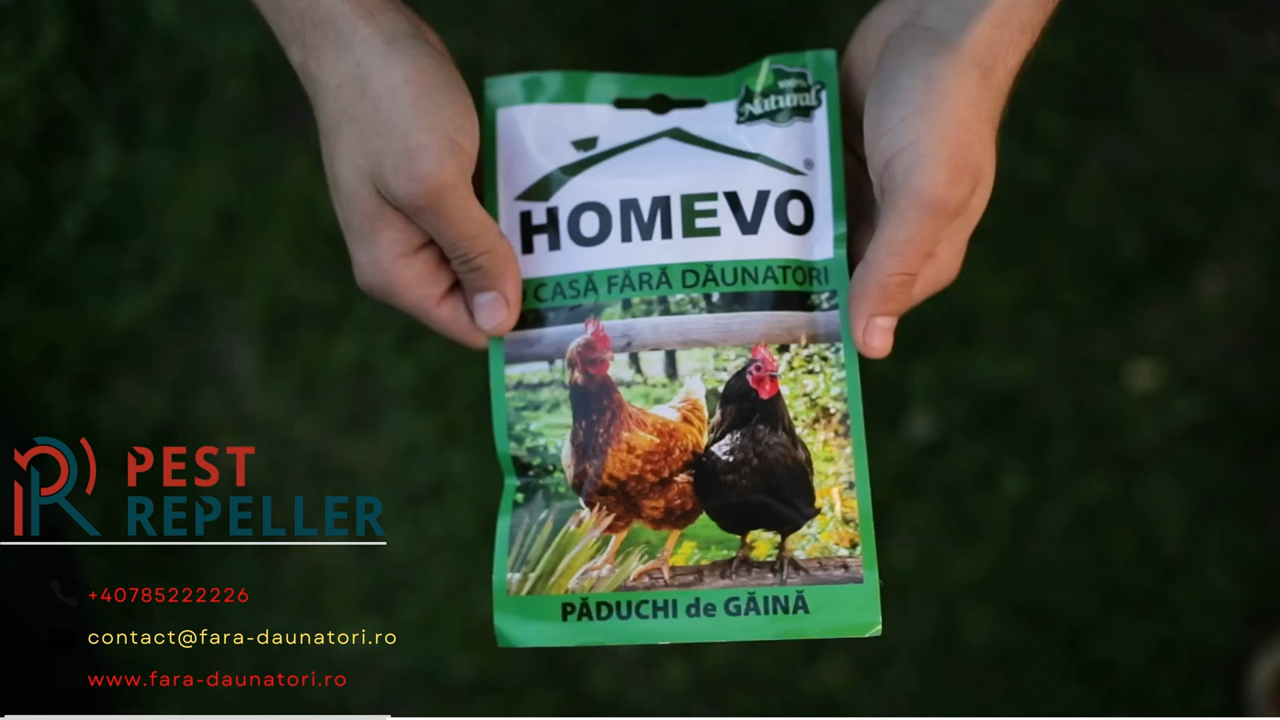 100%
Natural
HOMEVO®
O CASĂ FĂRĂ DĂUNATORI
PĂDUCHI de GĂINĂ
PEST
REPELLER
+40785222226
contact@fara-daunatori.ro
www.fara-daunatori.ro